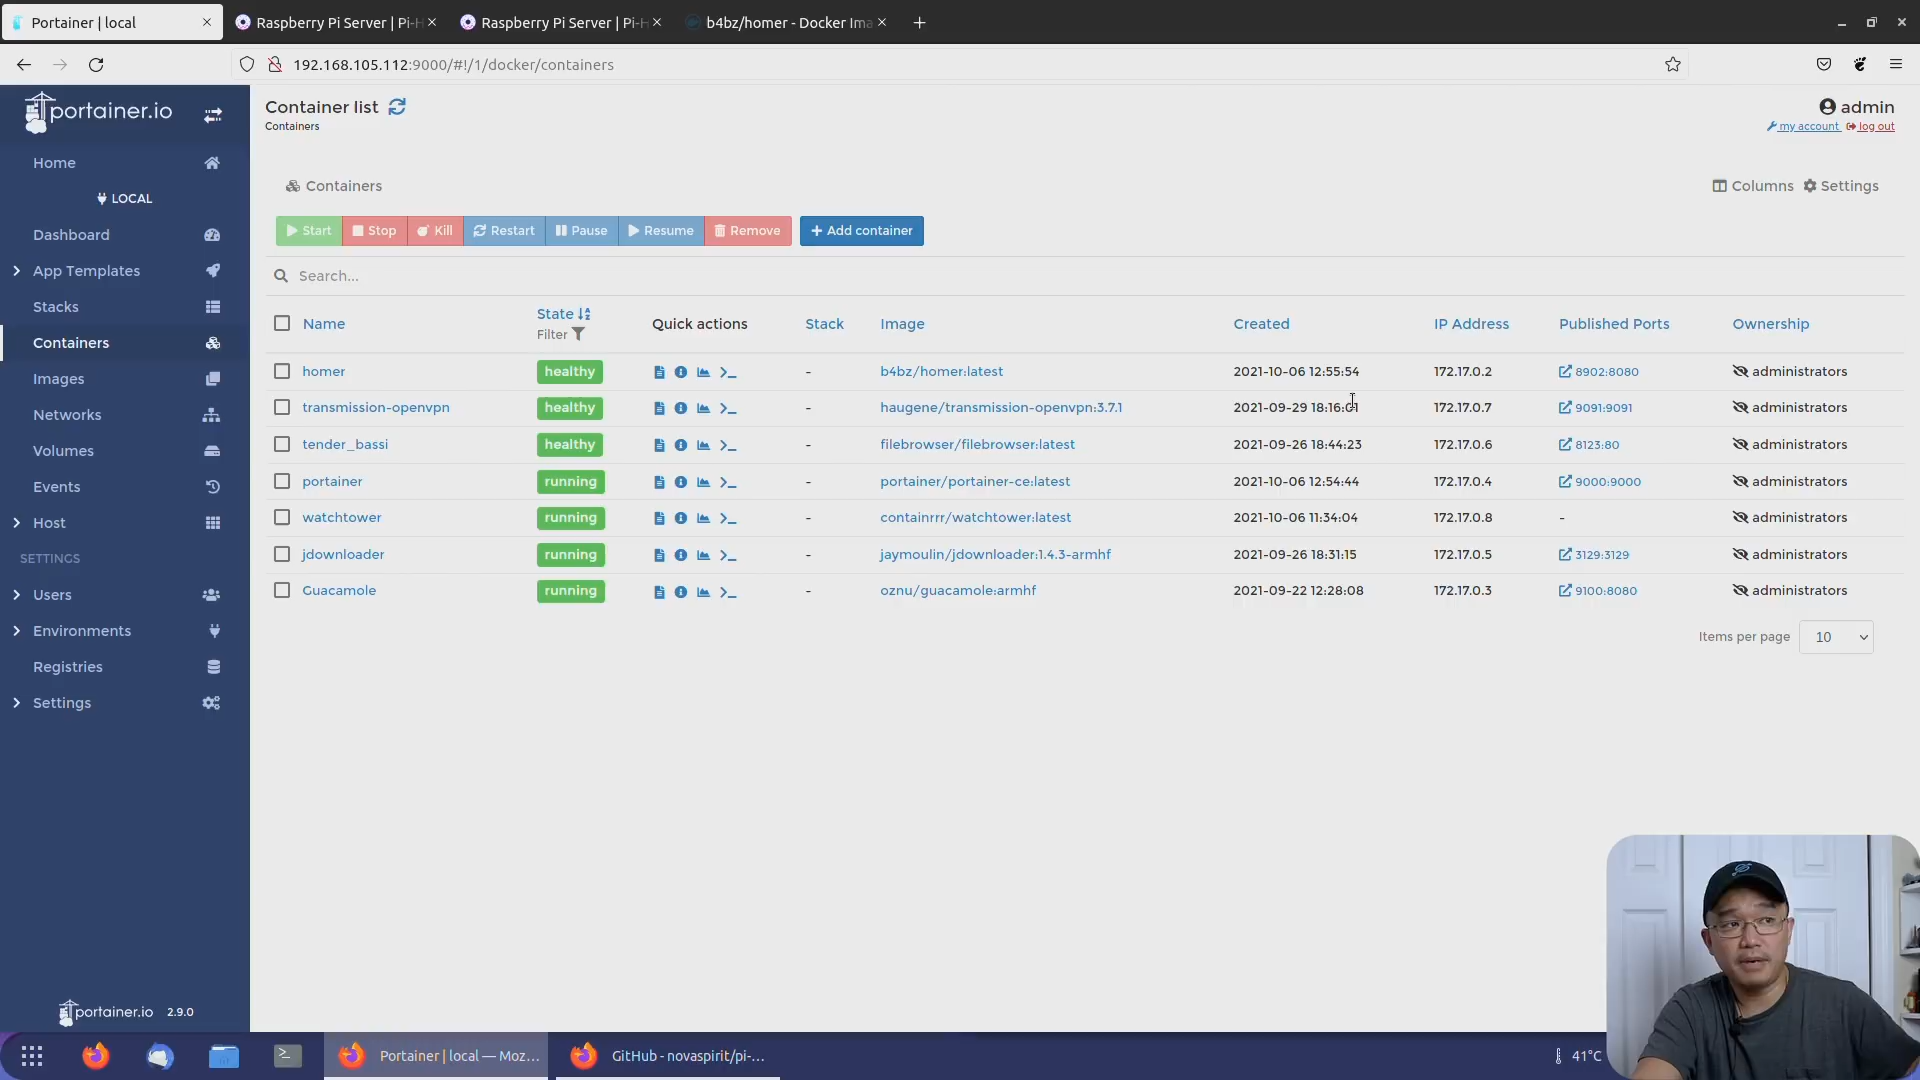 Portainer | local
Raspberry Pi Server | Pi-H
Raspberry Pi Server | Pi-H
b4bz/homer - Docker Ima
192.168.105.112:9000/#!/1/docker/containers
portainer.io
Container list
Containers
admin
my account log out
Home
LOCAL
Dashboard
App Templates
Stacks
Containers
Images
Networks
Volumes
Events
Host
SETTINGS
Users
Environments
Registries
Settings
portainer.io 2.9.0
Containers
Columns Settings
Start Stop Kill Restart Pause Resume Remove Add container
Search...
Name State Filter Quick actions Stack Image Created IP Address Published Ports Ownership
homer healthy - b4bz/homer:latest 2021-10-06 12:55:54 172.17.0.2 8902:8080 administrators
transmission-openvpn healthy - haugene/transmission-openvpn:3.7.1 2021-09-29 18:16:01 172.17.0.7 9091:9091 administrators
tender_bassi healthy - filebrowser/filebrowser:latest 2021-09-26 18:44:23 172.17.0.6 8123:80 administrators
portainer running - portainer/portainer-ce:latest 2021-10-06 12:54:44 172.17.0.4 9000:9000 administrators
watchtower running - containrrr/watchtower:latest 2021-10-06 11:34:04 172.17.0.8 - administrators
jdownloader running - jaymoulin/jdownloader:1.4.3-armhf 2021-09-26 18:31:15 172.17.0.5 3129:3129 administrators
Guacamole running - oznu/guacamole:armhf 2021-09-22 12:28:08 172.17.0.3 9100:8080 administrators
Items per page 10
Portainer | local — Moz...
GitHub - novaspirit/pi-...
41°C